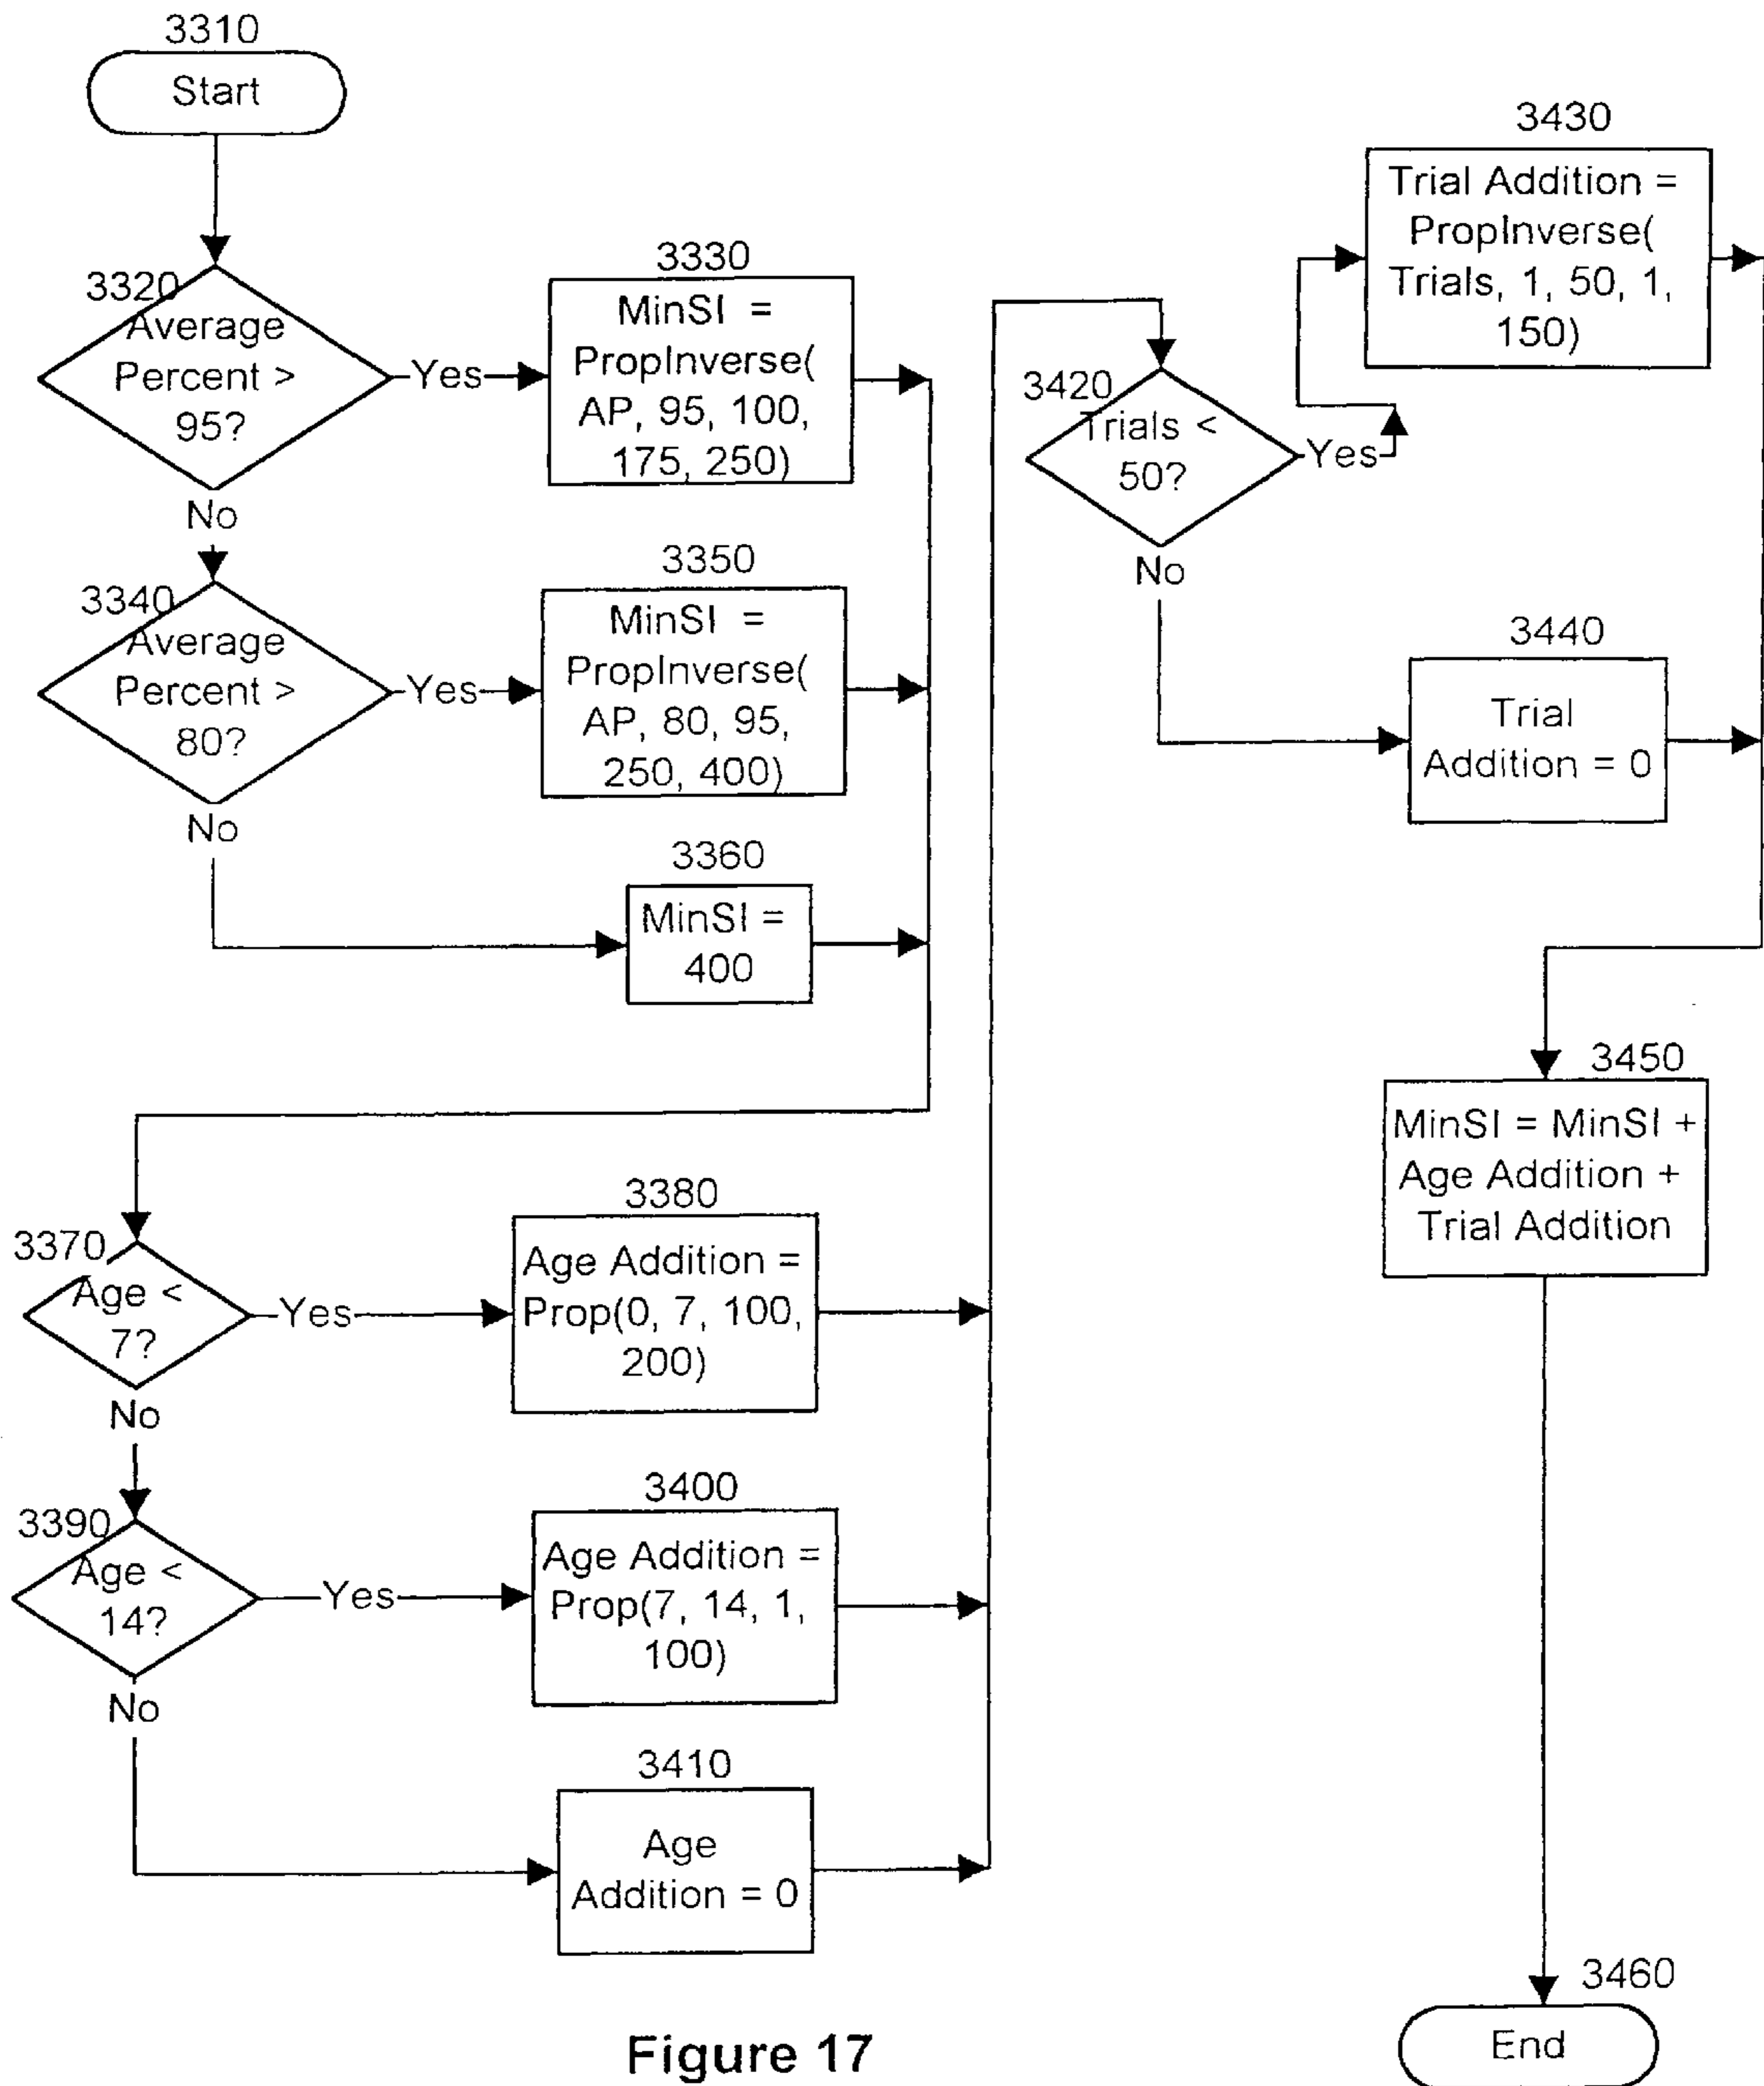 3310
Start
3320
Average
Percent >
95?
Yes
No
3330
MinSI =
PropInverse(
AP, 95, 100,
175, 250)
3340
Average
Percent >
80?
Yes
No
3350
MinSI =
PropInverse(
AP, 80, 95,
250, 400)
3360
MinSI =
400
3370
Age <
7?
Yes
No
3380
Age Addition =
Prop(0, 7, 100,
200)
3390
Age <
14?
Yes
No
3400
Age Addition =
Prop(7, 14, 1,
100)
3410
Age
Addition = 0
3420
Trials <
50?
Yes
No
3430
Trial Addition =
PropInverse(
Trials, 1, 50, 1,
150)
3440
Trial
Addition = 0
3450
MinSI = MinSI +
Age Addition +
Trial Addition
3460
End
Figure 17